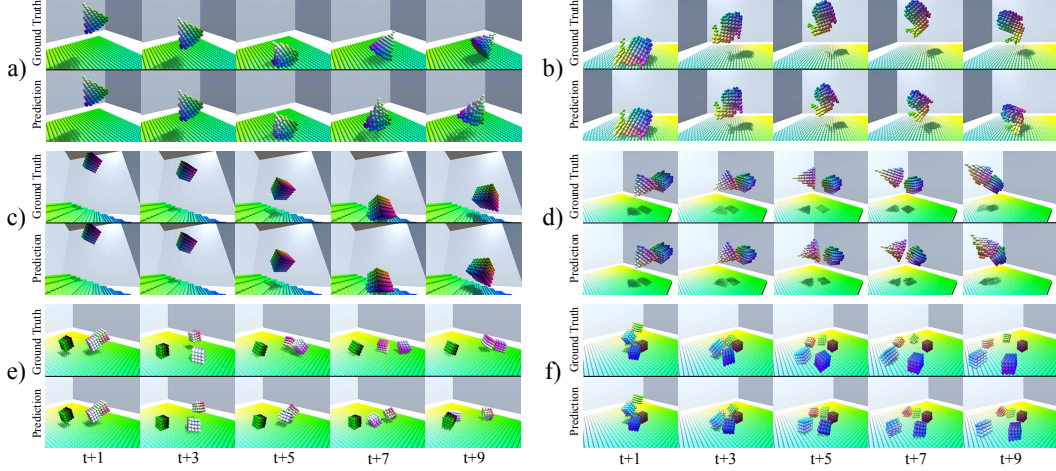 a)
Ground Truth
Prediction
b)
Ground Truth
Prediction
c)
Ground Truth
Prediction
d)
Ground Truth
Prediction
e)
Ground Truth
Prediction
f)
Ground Truth
Prediction
t+1 t+3 t+5 t+7 t+9
t+1 t+3 t+5 t+7 t+9